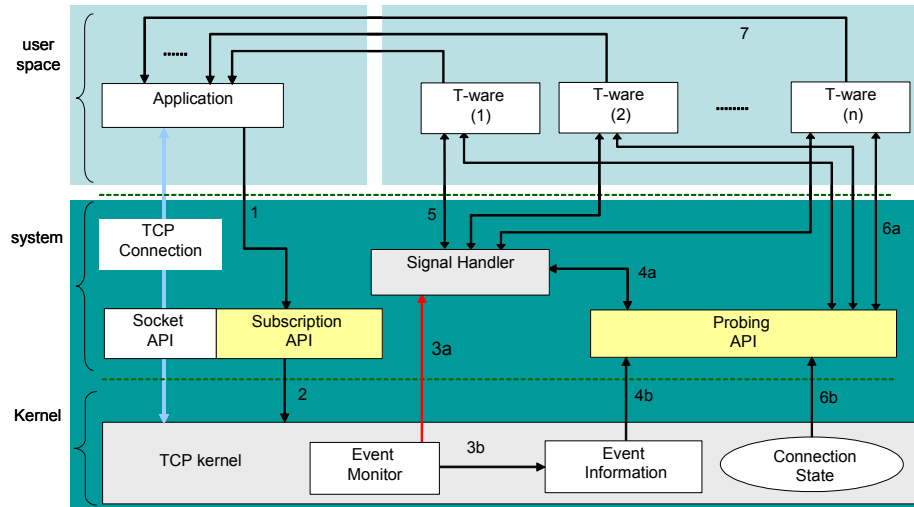 user
space
......
7
Application
T-ware
(1)
T-ware
(2)
........
T-ware
(n)
system
1
TCP
Connection
5
6a
Signal Handler
4a
Socket
API
Subscription
API
3a
Probing
API
2
4b
6b
Kernel
TCP kernel
Event
Monitor
3b
Event
Information
Connection
State